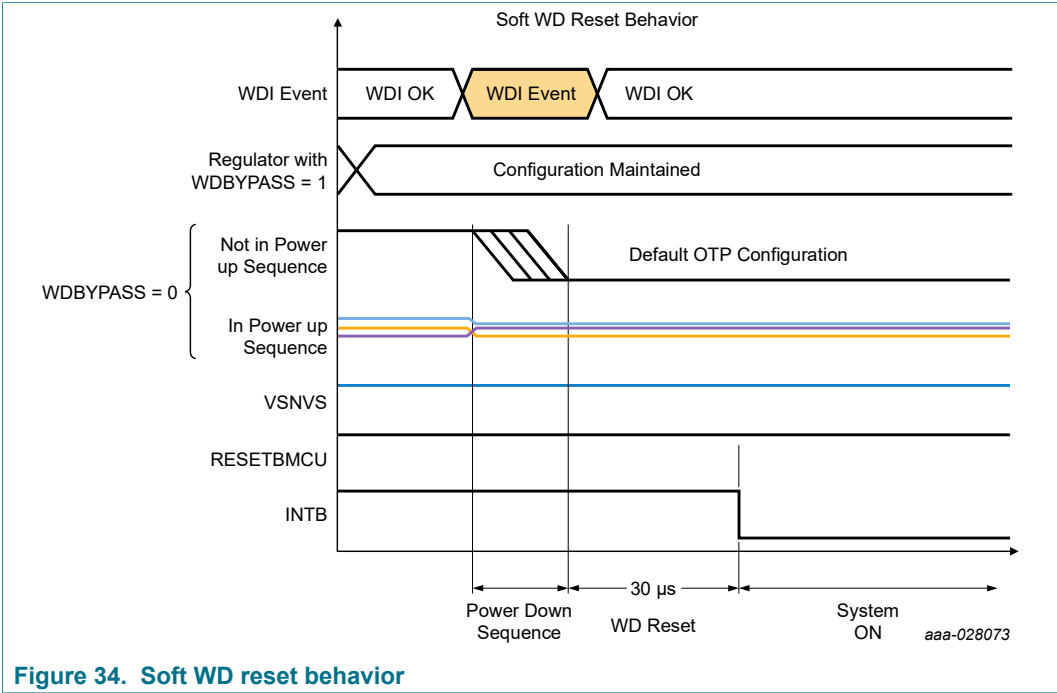 Soft WD Reset Behavior
WDI Event
WDI OK
WDI Event
WDI OK
Regulator with
WDBYPASS = 1
Configuration Maintained
WDBYPASS = 0
Not in Power
up Sequence
Default OTP Configuration
In Power up
Sequence
VSNVS
RESETBMCU
INTB
30 µs
Power Down
Sequence
WD Reset
System
ON
aaa-028073
Figure 34. Soft WD reset behavior